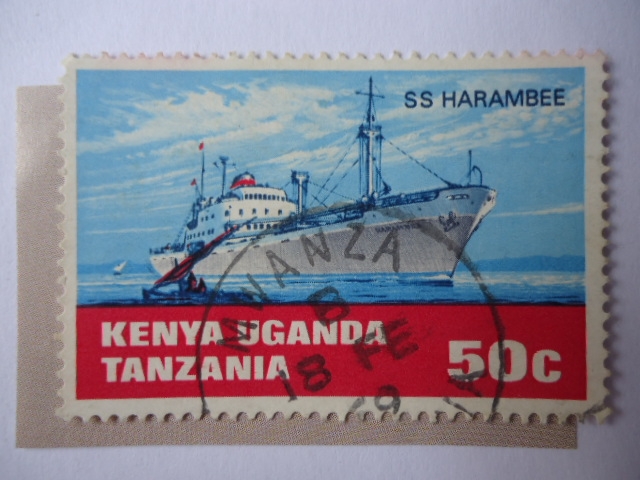 SS HARAMBEE
KENYA UGANDA
TANZANIA
50c
MWANZA
B
18 FE